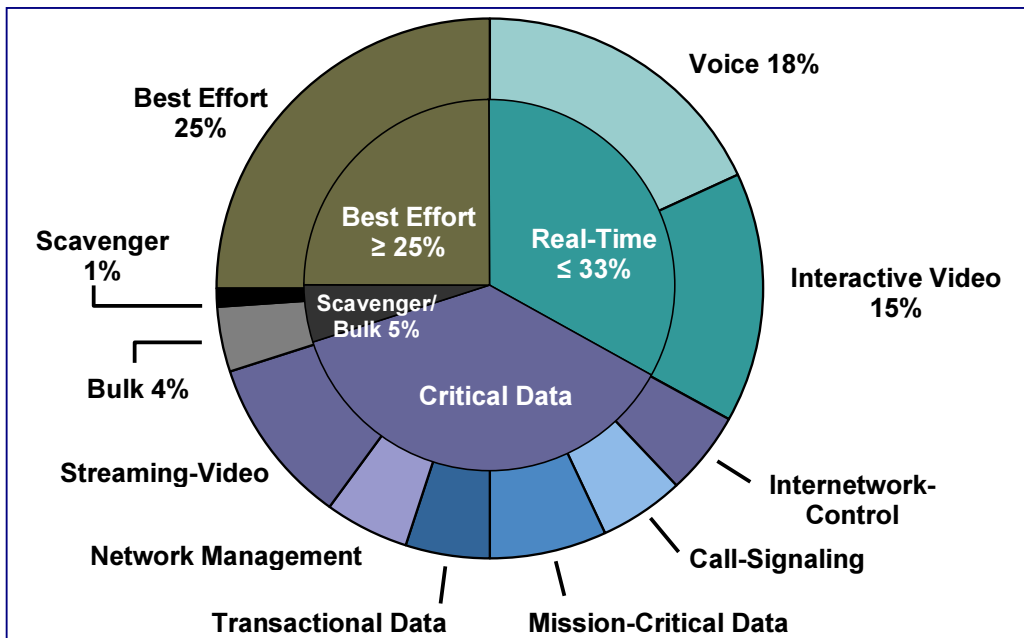 Voice 18%
Best Effort
25%
Best Effort
≥ 25%
Real-Time
≤ 33%
Scavenger
1%
Interactive Video
15%
Scavenger/
Bulk 5%
Bulk 4%
Critical Data
Streaming-Video
Internetwork-
Control
Network Management
Call-Signaling
Transactional Data
Mission-Critical Data